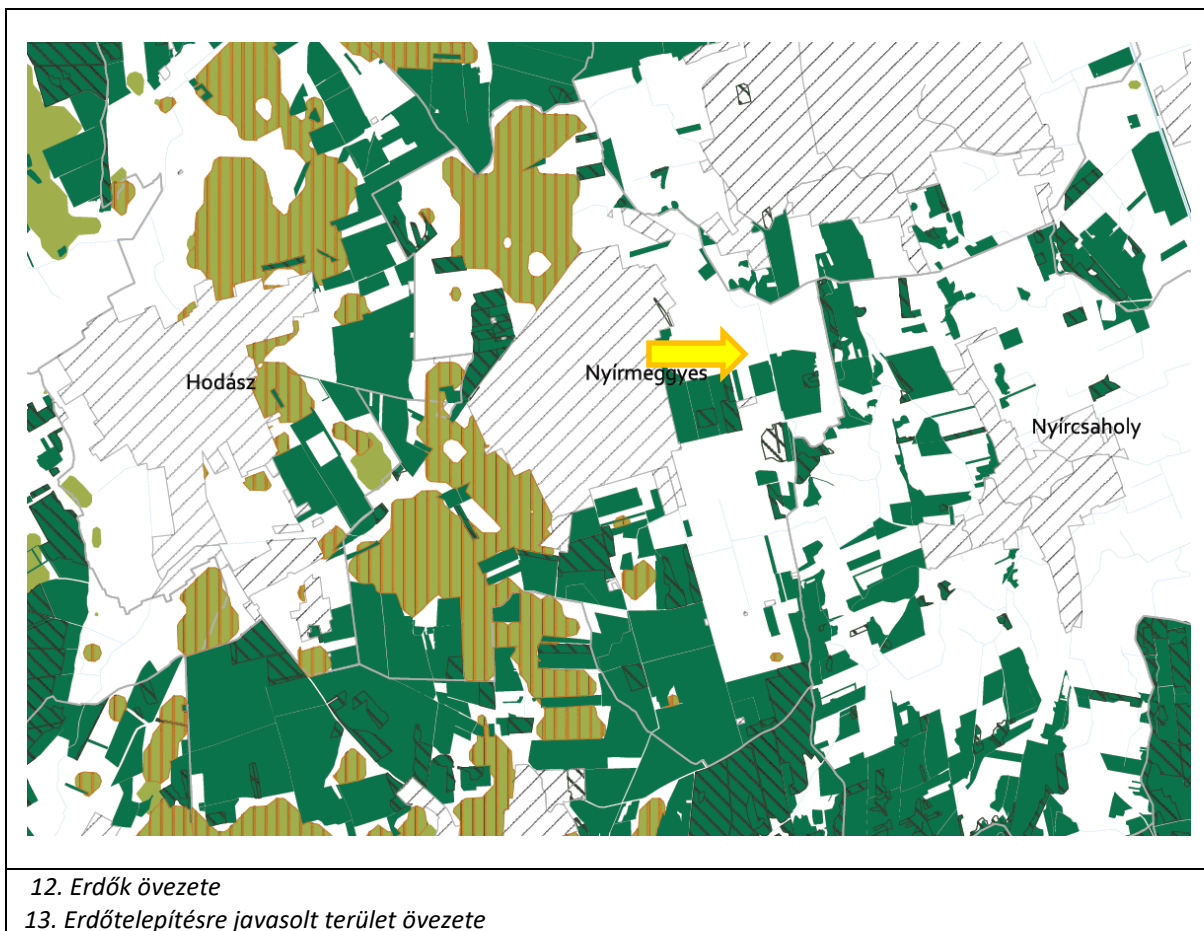 Hodász
Nyírmeggyes
Nyírcsaholy
12. Erdők övezete
13. Erdőtelepítésre javasolt terület övezete